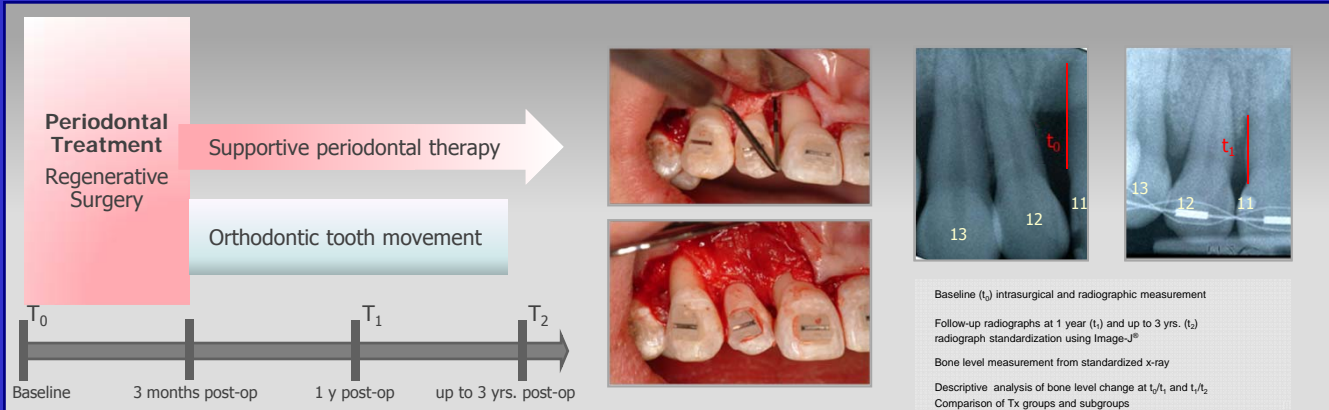 Periodontal
Treatment
Regenerative
Surgery
Supportive periodontal therapy
Orthodontic tooth movement
T₀
T₁
T₂
Baseline
3 months post-op
1 y post-op
up to 3 yrs. post-op
t₀
11
12
13
t₁
13
12
11
Baseline (t₀) intrasurgical and radiographic measurement
Follow-up radiographs at 1 year (t₁) and up to 3 yrs. (t₂)
radiograph standardization using Image-J®
Bone level measurement from standardized x-ray
Descriptive analysis of bone level change at t₀/t₁ and t₁/t₂
Comparison of Tx groups and subgroups